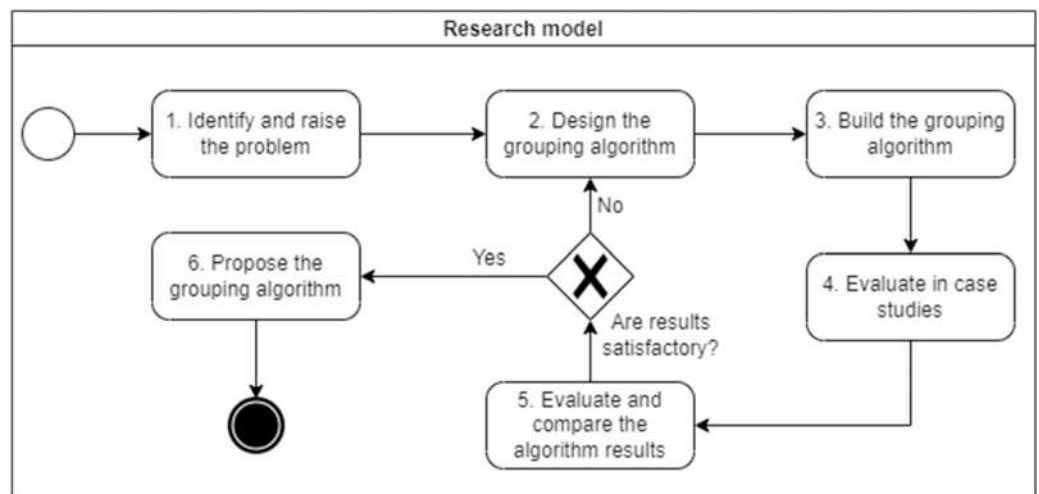 Research model
1. Identify and raise
the problem
2. Design the
grouping algorithm
3. Build the grouping
algorithm
No
Yes
6. Propose the
grouping algorithm
4. Evaluate in case
studies
Are results
satisfactory?
5. Evaluate and
compare the
algorithm results